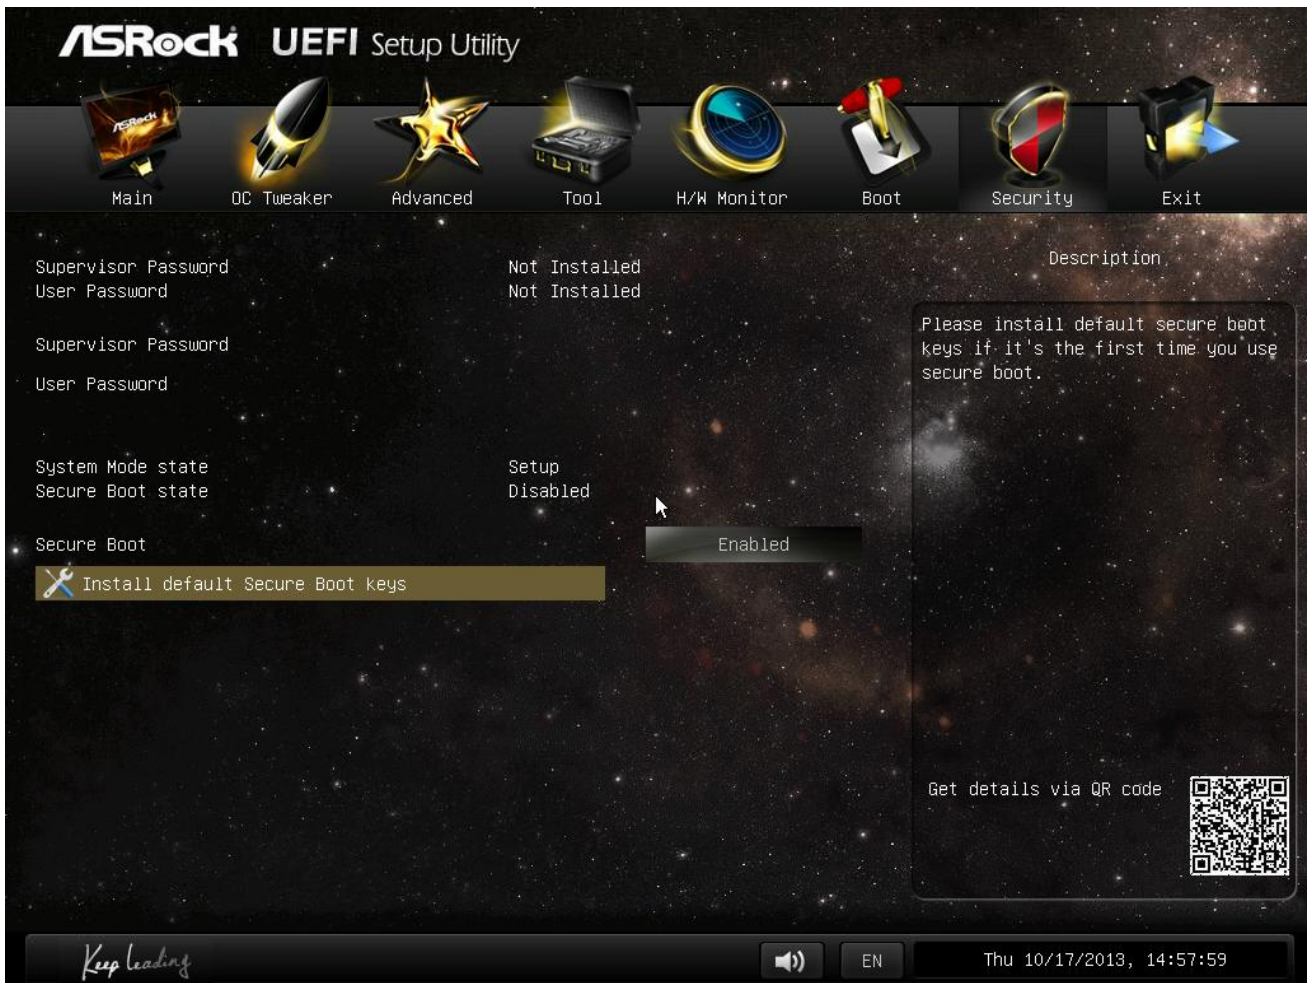 ASRock UEFI Setup Utility
ASRock
Main OC Tweaker Advanced Tool H/W Monitor Boot Security Exit
Supervisor Password Not Installed
User Password Not Installed
Supervisor Password
User Password
System Mode state Setup
Secure Boot state Disabled
Secure Boot Enabled
Install default Secure Boot keys
Description
Please install default secure boot
keys if it's the first time you use
secure boot.
Get details via QR code
Keep Leading
EN
Thu 10/17/2013, 14:57:59